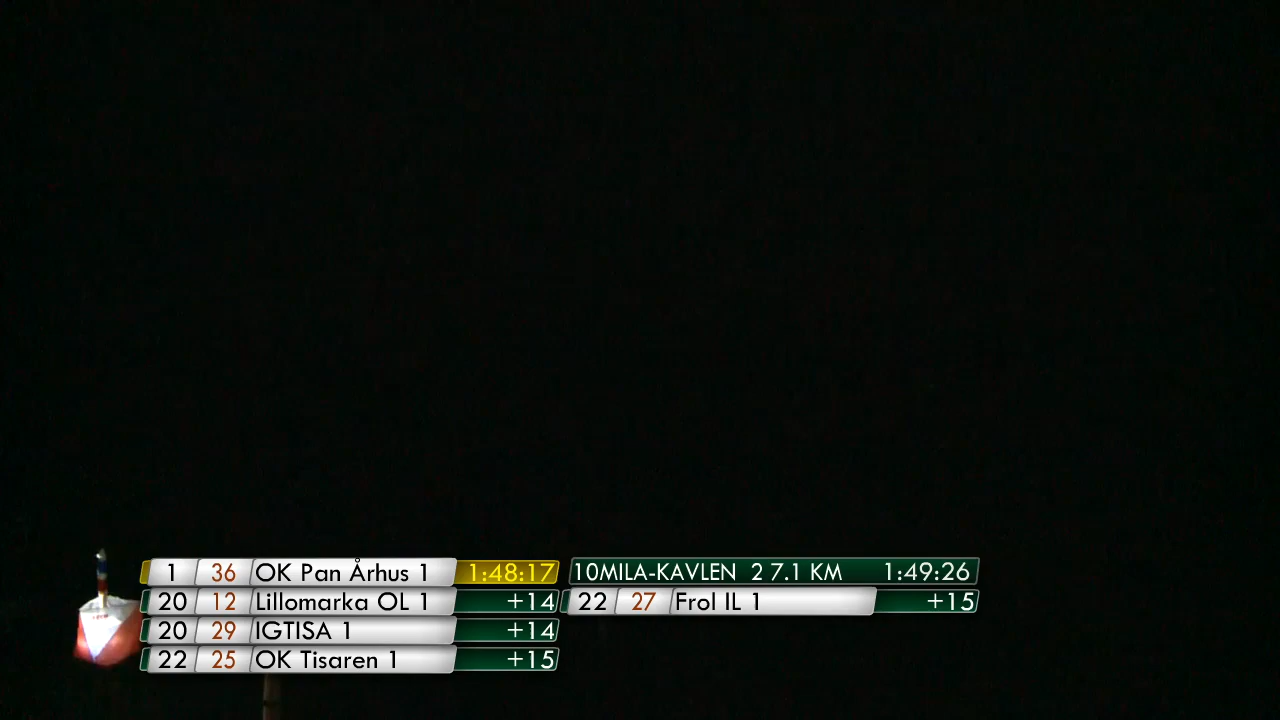 1 36 OK Pan Århus 1 1:48:17
20 12 Lillomarka OL 1 +14
20 29 IGTISA 1 +14
22 25 OK Tisaren 1 +15
10MILA-KAVLEN 2 7.1 KM 1:49:26
22 27 Frol IL 1 +15